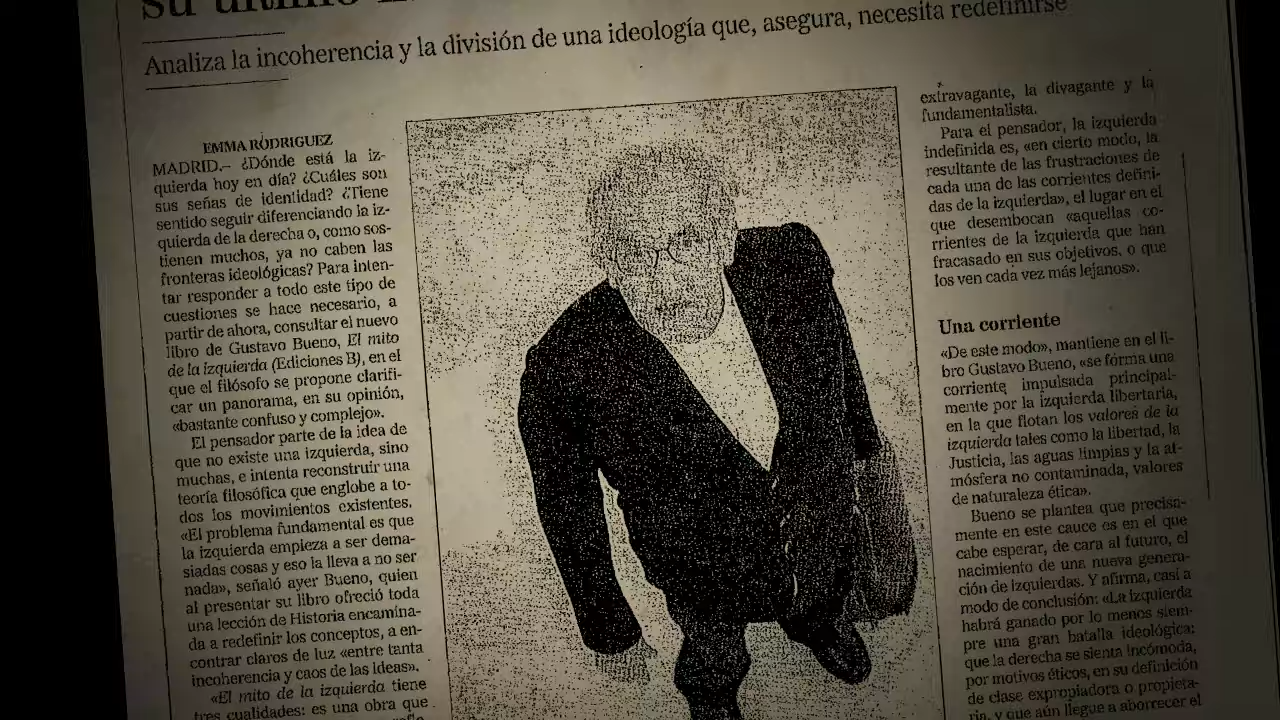 su último
Analiza la incoherencia y la división de una ideología que, asegura, necesita redefinirse
EMMA RODRIGUEZ
MADRID.– ¿Dónde está la iz-
quierda hoy en día? ¿Cuáles son
sus señas de identidad? ¿Tiene
sentido seguir diferenciando la iz-
quierda de la derecha o, como sos-
tienen muchos, ya no caben las
fronteras ideológicas? Para inten-
tar responder a todo este tipo de
cuestiones se hace necesario, a
partir de ahora, consultar el nuevo
libro de Gustavo Bueno, El mito
de la izquierda (Ediciones B), en el
que el filósofo se propone clarifi-
car un panorama, en su opinión,
«bastante confuso y complejo».
El pensador parte de la idea de
que no existe una izquierda, sino
muchas, e intenta reconstruir una
teoría filosófica que englobe a to-
dos los movimientos existentes.
«El problema fundamental es que
la izquierda empieza a ser dema-
siadas cosas y eso la lleva a no ser
nada», señaló ayer Bueno, quien
al presentar su libro ofreció toda
una lección de Historia encamina-
da a redefinir los conceptos, a en-
contrar claros de luz «entre tanta
incoherencia y caos de las ideas».
«El mito de la izquierda tiene
tres cualidades: es una obra que
extravagante, la divagante y la
fundamentalista.
Para el pensador, la izquierda
indefinida es, «en cierto modo, la
resultante de las frustraciones de
cada una de las corrientes defini-
das de la izquierda», el lugar en el
que desembocan «aquellas co-
rrientes de la izquierda que han
fracasado en sus objetivos, o que
los ven cada vez más lejanos».
Una corriente
«De este modo», mantiene en el li-
bro Gustavo Bueno, «se forma una
corriente impulsada principal-
mente por la izquierda libertaria,
en la que flotan los valores de la
izquierda tales como la libertad, la
Justicia, las aguas limpias y la at-
mósfera no contaminada, valores
de naturaleza ética».
Bueno se plantea que precisa-
mente en este cauce es en el que
cabe esperar, de cara al futuro, el
nacimiento de una nueva genera-
ción de izquierdas. Y afirma, casi a
modo de conclusión: «La izquierda
habrá ganado por lo menos siem-
pre una gran batalla ideológica:
que la derecha se sienta incómoda,
por motivos éticos, en su definición
de clase expropiadora o propieta-
ria, y que aún llegue a aborrecer el